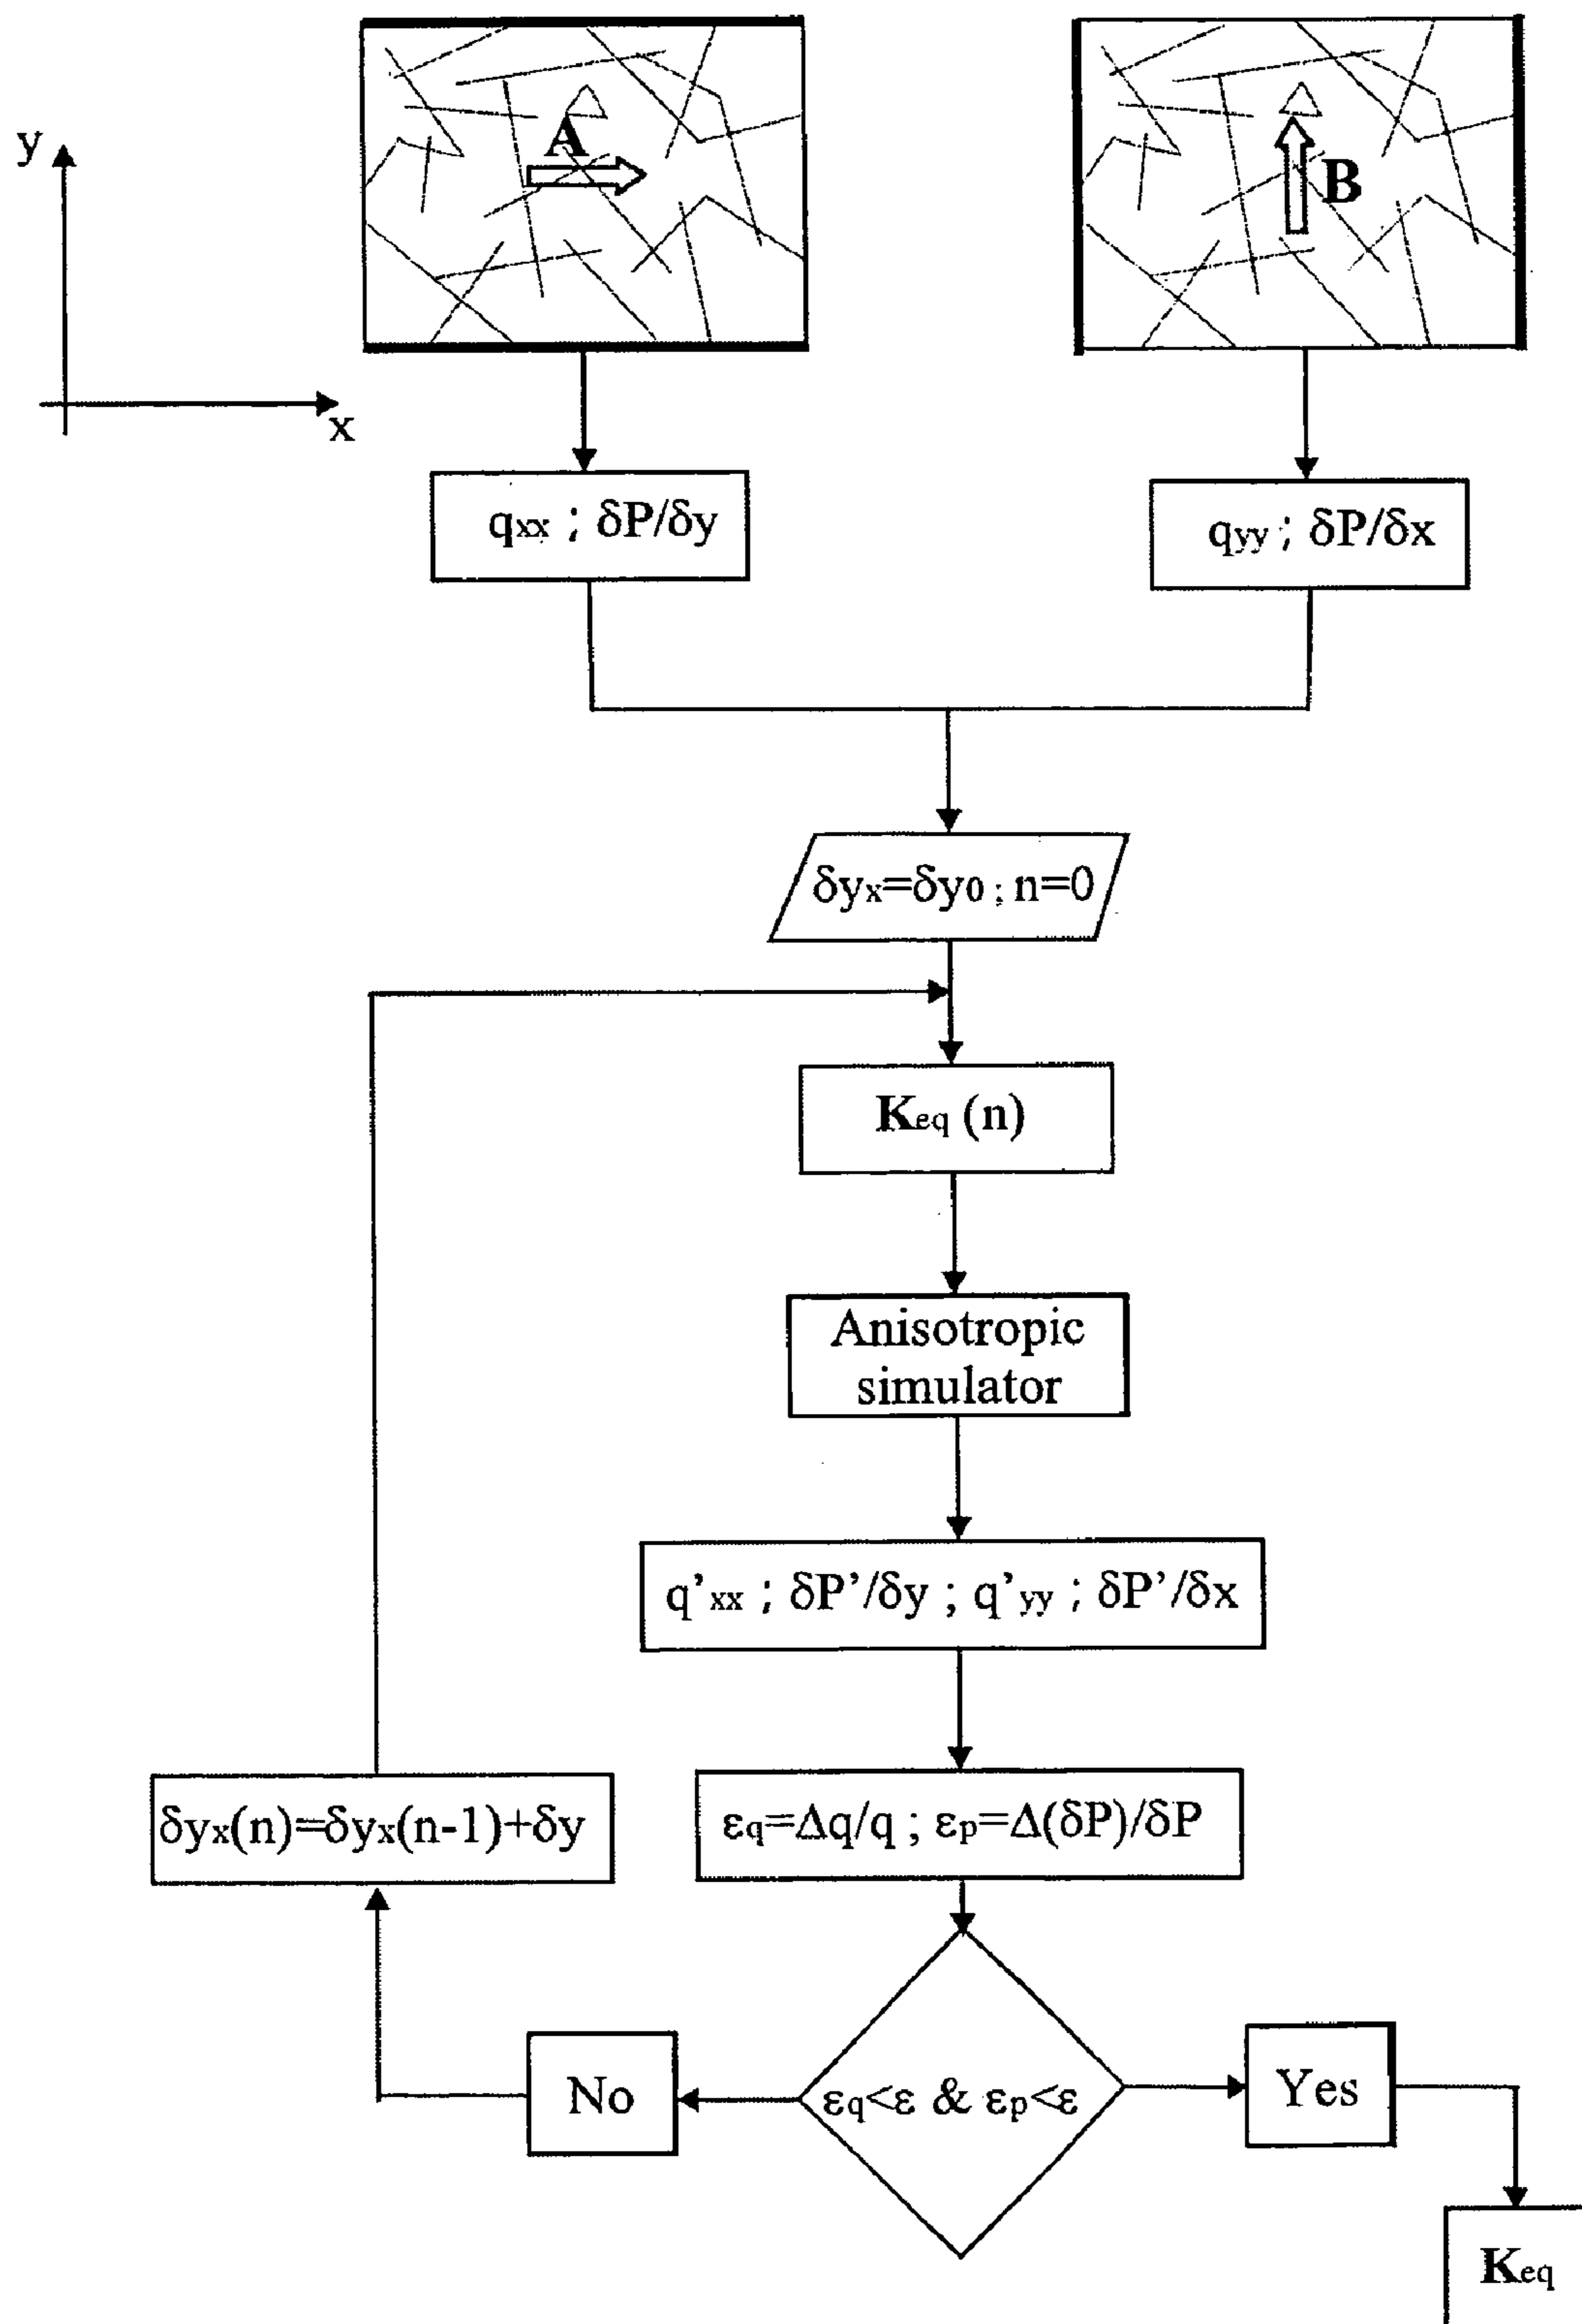 A
B
y
x
qxx ; δP/δy
qyy ; δP/δx
δyx=δy0 ; n=0
Keq (n)
Anisotropic
simulator
q’xx ; δP’/δy ; q’yy ; δP’/δx
δyx(n)=δyx(n-1)+δy
εq=Δq/q ; εp=Δ(δP)/δP
No
εq<ε & εp<ε
Yes
Keq